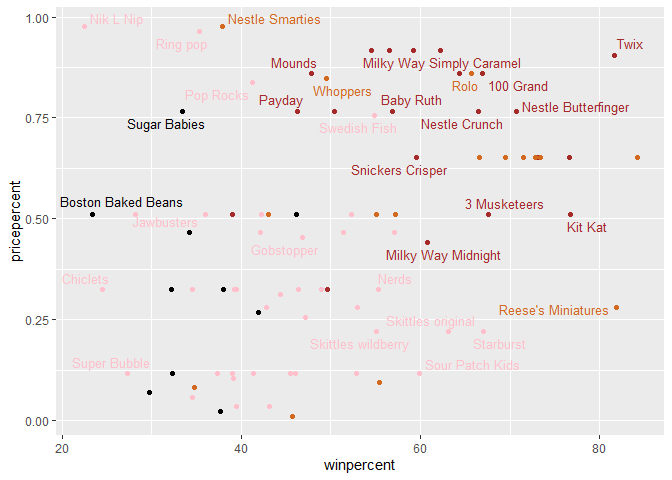 1.00
Nik L Nip
Nestle Smarties
Ring pop
Twix
Mounds
Milky Way Simply Caramel
Pop Rocks
Whoppers
Rolo
100 Grand
Payday
Baby Ruth
Nestle Butterfinger
0.75
Sugar Babies
Swedish Fish
Nestle Crunch
Snickers Crisper
Boston Baked Beans
3 Musketeers
0.50
Jawbusters
Kit Kat
Gobstopper
Milky Way Midnight
Chiclets
Nerds
Reese's Miniatures
0.25
Skittles original
Skittles wildberry
Starburst
Super Bubble
Sour Patch Kids
0.00
20
40
60
80
winpercent
pricepercent